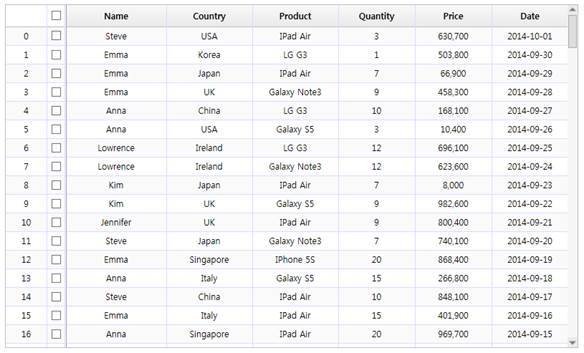 Name Country Product Quantity Price Date
0 Steve USA IPad Air 3 630,700 2014-10-01
1 Emma Korea LG G3 1 503,800 2014-09-30
2 Emma Japan IPad Air 7 66,900 2014-09-29
3 Emma UK Galaxy Note3 9 458,300 2014-09-28
4 Anna China LG G3 10 168,100 2014-09-27
5 Anna USA Galaxy S5 3 10,400 2014-09-26
6 Lowrence Ireland LG G3 12 696,100 2014-09-25
7 Lowrence Ireland Galaxy Note3 12 623,600 2014-09-24
8 Kim Japan IPad Air 7 8,000 2014-09-23
9 Kim UK Galaxy S5 9 982,600 2014-09-22
10 Jennifer UK IPad Air 9 800,400 2014-09-21
11 Steve Japan Galaxy Note3 7 740,100 2014-09-20
12 Emma Singapore IPhone 5S 20 868,400 2014-09-19
13 Anna Italy Galaxy S5 15 266,800 2014-09-18
14 Steve China IPad Air 10 848,100 2014-09-17
15 Emma Italy IPad Air 15 401,900 2014-09-16
16 Anna Singapore IPad Air 20 969,700 2014-09-15